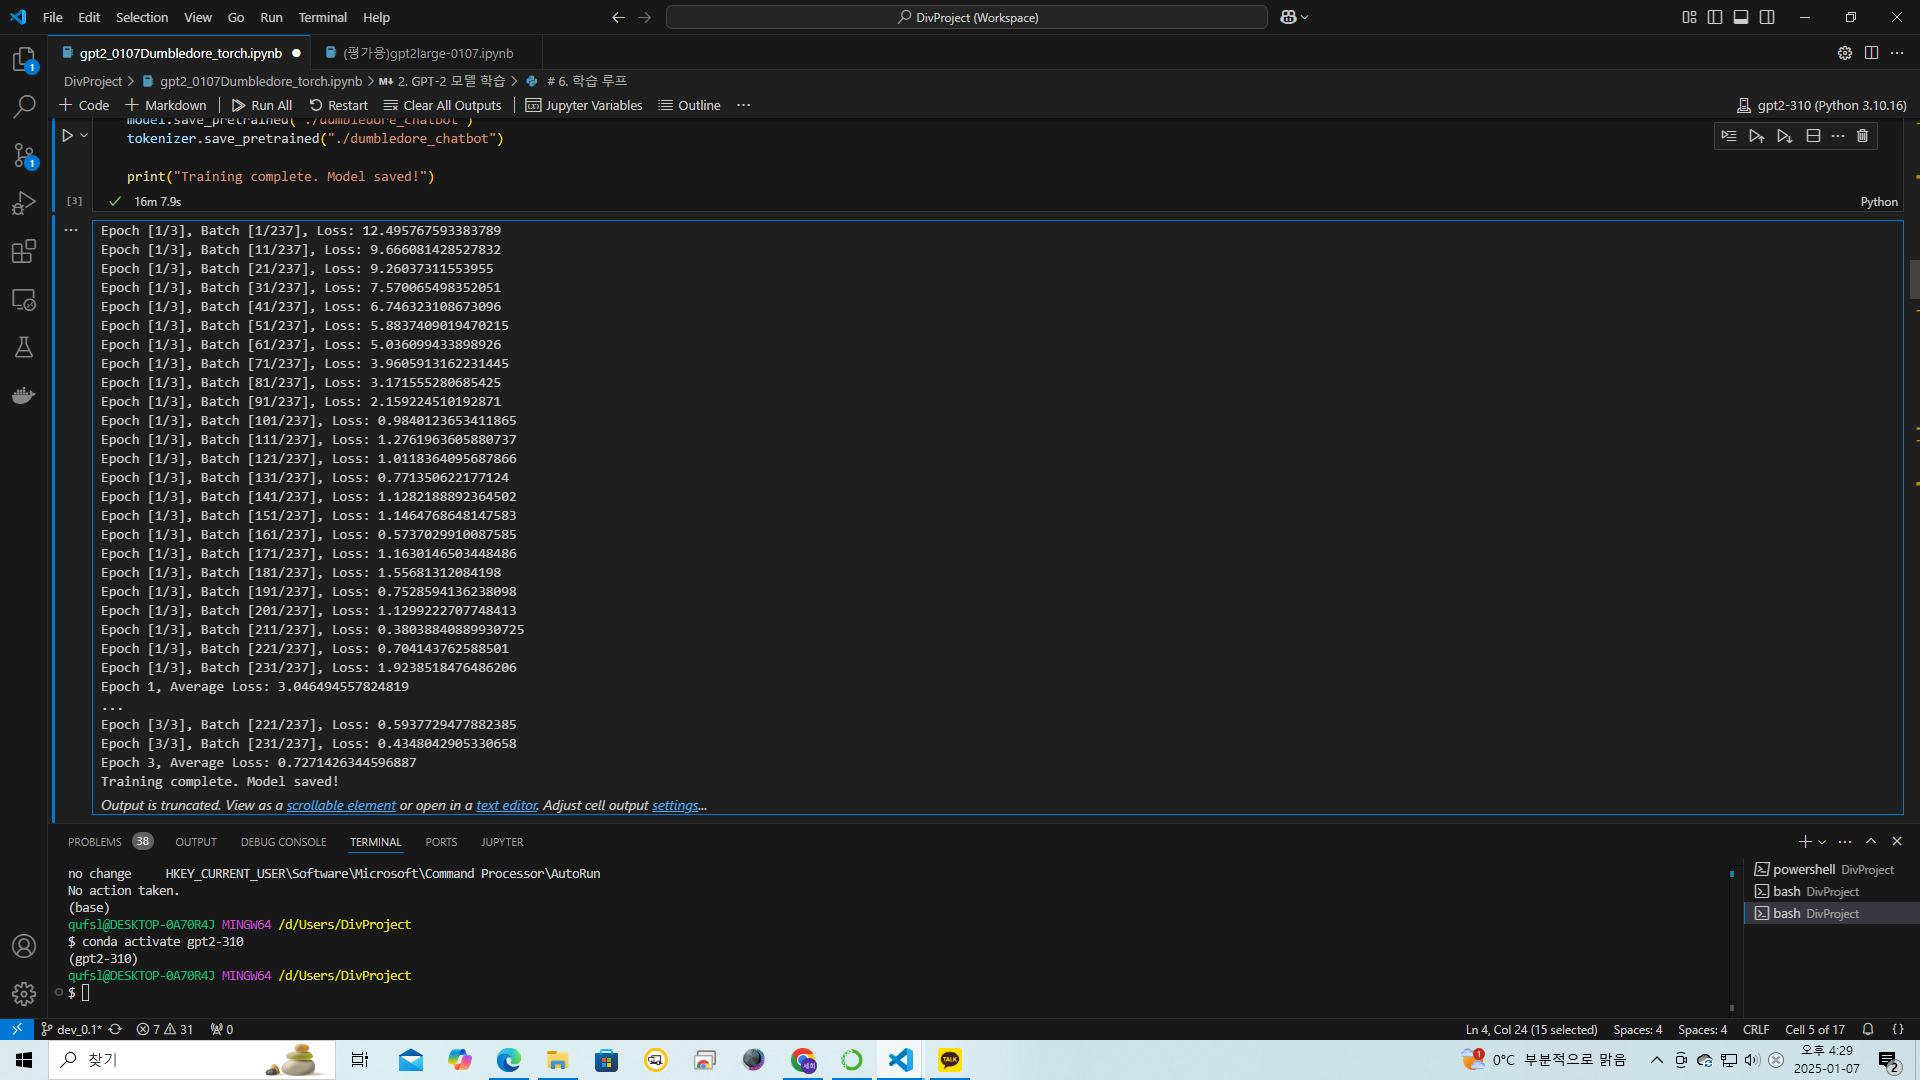 File Edit Selection View Go Run Terminal Help
DivProject (Workspace)
gpt2_0107Dumbledore_torch.ipynb
(평가용)gpt2large-0107.ipynb
DivProject > gpt2_0107Dumbledore_torch.ipynb > M↓ 2. GPT-2 모델 학습 > # 6. 학습 루프
Code Markdown Run All Restart Clear All Outputs Jupyter Variables Outline ...
gpt2-310 (Python 3.10.16)
model.save_pretrained("./dumbledore_chatbot")
tokenizer.save_pretrained("./dumbledore_chatbot")
print("Training complete. Model saved!")
[3] 16m 7.9s
Python
Epoch [1/3], Batch [1/237], Loss: 12.495767593383789
Epoch [1/3], Batch [11/237], Loss: 9.666081428527832
Epoch [1/3], Batch [21/237], Loss: 9.26037311553955
Epoch [1/3], Batch [31/237], Loss: 7.570065498352051
Epoch [1/3], Batch [41/237], Loss: 6.746323108673096
Epoch [1/3], Batch [51/237], Loss: 5.8837409019470215
Epoch [1/3], Batch [61/237], Loss: 5.036099433898926
Epoch [1/3], Batch [71/237], Loss: 3.9605913162231445
Epoch [1/3], Batch [81/237], Loss: 3.171555280685425
Epoch [1/3], Batch [91/237], Loss: 2.159224510192871
Epoch [1/3], Batch [101/237], Loss: 0.9840123653411865
Epoch [1/3], Batch [111/237], Loss: 1.2761963605880737
Epoch [1/3], Batch [121/237], Loss: 1.0118364095687866
Epoch [1/3], Batch [131/237], Loss: 0.771350622177124
Epoch [1/3], Batch [141/237], Loss: 1.1282188892364502
Epoch [1/3], Batch [151/237], Loss: 1.1464768648147583
Epoch [1/3], Batch [161/237], Loss: 0.5737029910087585
Epoch [1/3], Batch [171/237], Loss: 1.1630146503448486
Epoch [1/3], Batch [181/237], Loss: 1.55681312084198
Epoch [1/3], Batch [191/237], Loss: 0.7528594136238098
Epoch [1/3], Batch [201/237], Loss: 1.1299222707748413
Epoch [1/3], Batch [211/237], Loss: 0.38038840889930725
Epoch [1/3], Batch [221/237], Loss: 0.704143762588501
Epoch [1/3], Batch [231/237], Loss: 1.9238518476486206
Epoch 1, Average Loss: 3.046494557824819
...
Epoch [3/3], Batch [221/237], Loss: 0.5937729477882385
Epoch [3/3], Batch [231/237], Loss: 0.4348042905330658
Epoch 3, Average Loss: 0.7271426344596887
Training complete. Model saved!
Output is truncated. View as a scrollable element or open in a text editor. Adjust cell output settings...
PROBLEMS 38 OUTPUT DEBUG CONSOLE TERMINAL PORTS JUPYTER
no change HKEY_CURRENT_USER\Software\Microsoft\Command Processor\AutoRun
No action taken.
(base)
qufsl@DESKTOP-0A70R4J MINGW64 /d/Users/DivProject
$ conda activate gpt2-310
(gpt2-310)
qufsl@DESKTOP-0A70R4J MINGW64 /d/Users/DivProject
$
powershell DivProject
bash DivProject
bash DivProject
dev_0.1* 7 31 0
Ln 4, Col 24 (15 selected) Spaces: 4 Spaces: 4 CRLF Cell 5 of 17 {}
찾기
TALK
0°C 부분적으로 맑음
오후 4:29
2025-01-07
2